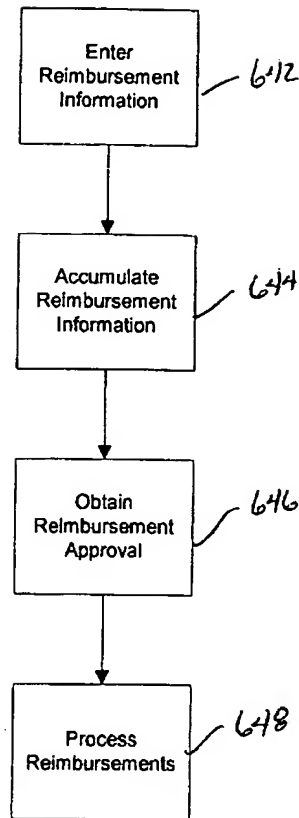 Enter
Reimbursement
Information
642
Accumulate
Reimbursement
Information
644
Obtain
Reimbursement
Approval
646
Process
Reimbursements
648